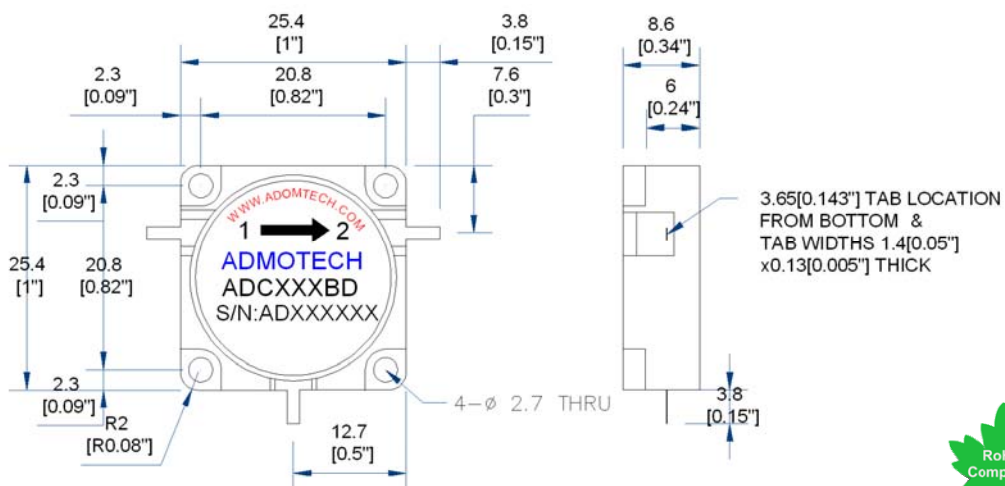 25.4
[1"]
3.8
[0.15"]
8.6
[0.34"]
2.3
[0.09"]
20.8
[0.82"]
7.6
[0.3"]
6
[0.24"]
2.3
[0.09"]
WWW.ADOMTECH.COM
1 2
ADMOTECH
ADCXXXBD
S/N:ADXXXXXX
3.65[0.143"] TAB LOCATION
FROM BOTTOM &
TAB WIDTHS 1.4[0.05"]
x0.13[0.005"] THICK
25.4
[1"]
20.8
[0.82"]
2.3
[0.09"]
R2
[R0.08"]
4-ø 2.7 THRU
12.7
[0.5"]
3.8
[0.15"]